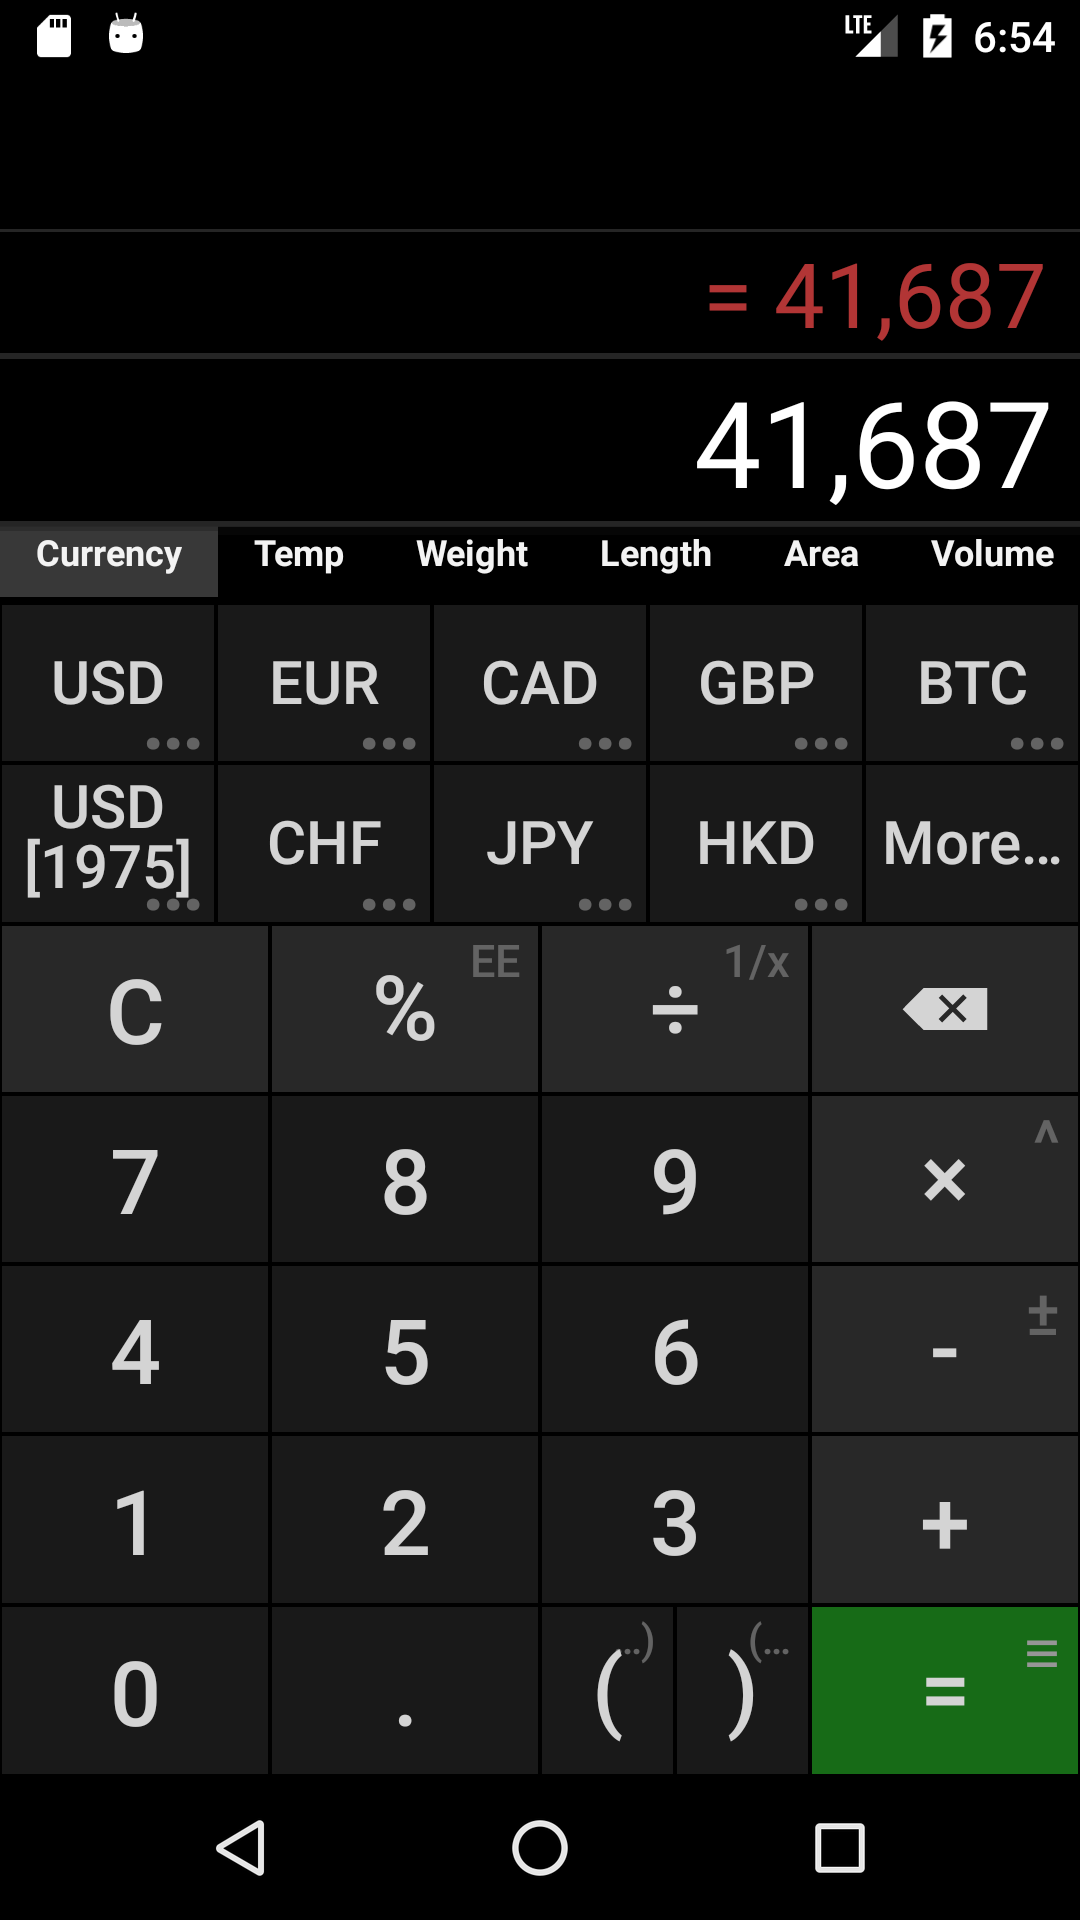 LTE 6:54
= 41,687
41,687
Currency Temp Weight Length Area Volume
USD EUR CAD GBP BTC
USD [1975] CHF JPY HKD More...
C % EE ÷ 1/x
7 8 9 × ^
4 5 6 - ±
1 2 3 +
0 . ( ..) ) (... =